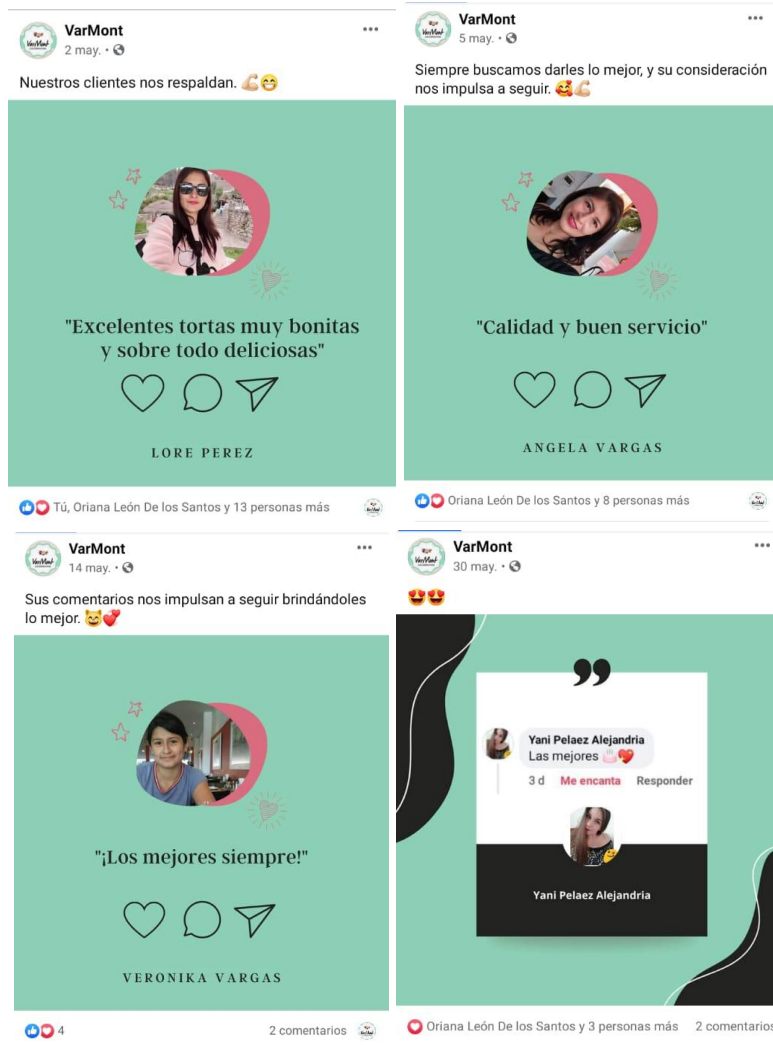 VarMont
2 may.
Nuestros clientes nos respaldan. 💪🏻😁
"Excelentes tortas muy bonitas
y sobre todo deliciosas"
LORE PEREZ
Tú, Oriana León De los Santos y 13 personas más
VarMont
5 may.
Siempre buscamos darles lo mejor, y su consideración
nos impulsa a seguir. 🥰💪🏻
"Calidad y buen servicio"
ANGELA VARGAS
Oriana León De los Santos y 8 personas más
VarMont
14 may.
Sus comentarios nos impulsan a seguir brindándoles
lo mejor. 😸💕
"¡Los mejores siempre!"
VERONIKA VARGAS
4
2 comentarios
VarMont
30 may.
😍😍
Yani Pelaez Alejandria
Las mejores 🎂💖
3 d Me encanta Responder
Yani Pelaez Alejandria
Oriana León De los Santos y 3 personas más
2 comentarios